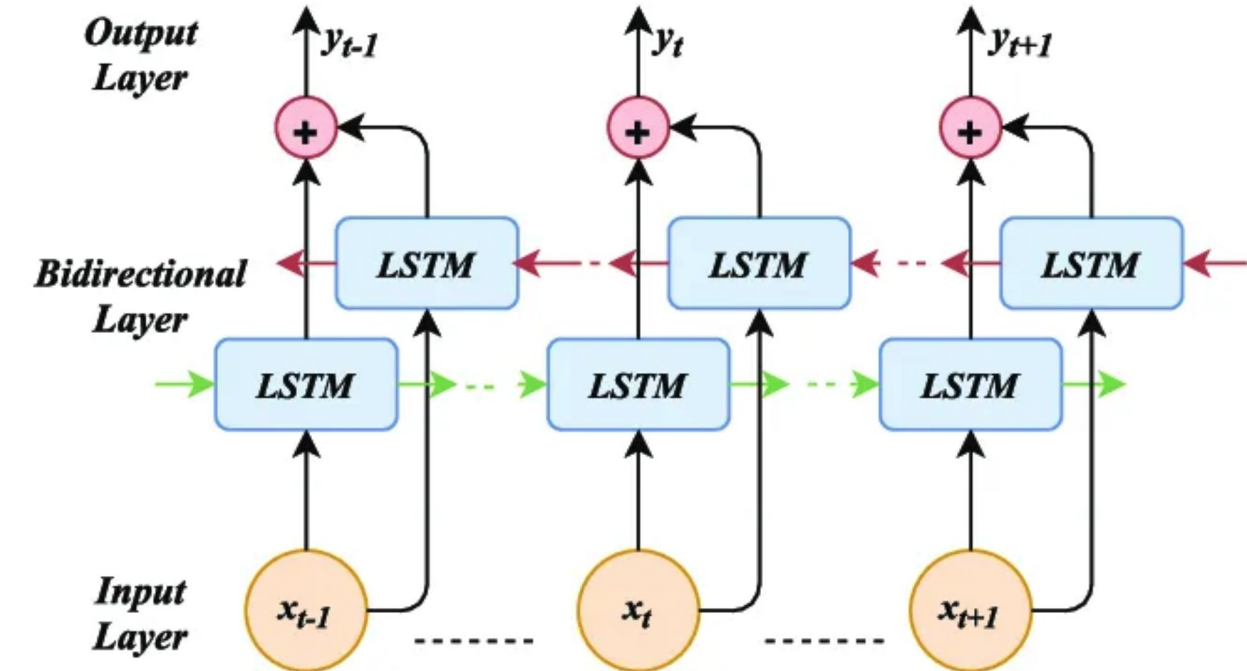 Output
Layer
y_{t-1}
y_t
y_{t+1}
+
+
+
Bidirectional
Layer
LSTM
LSTM
LSTM
LSTM
LSTM
LSTM
Input
Layer
x_{t-1}
x_t
x_{t+1}